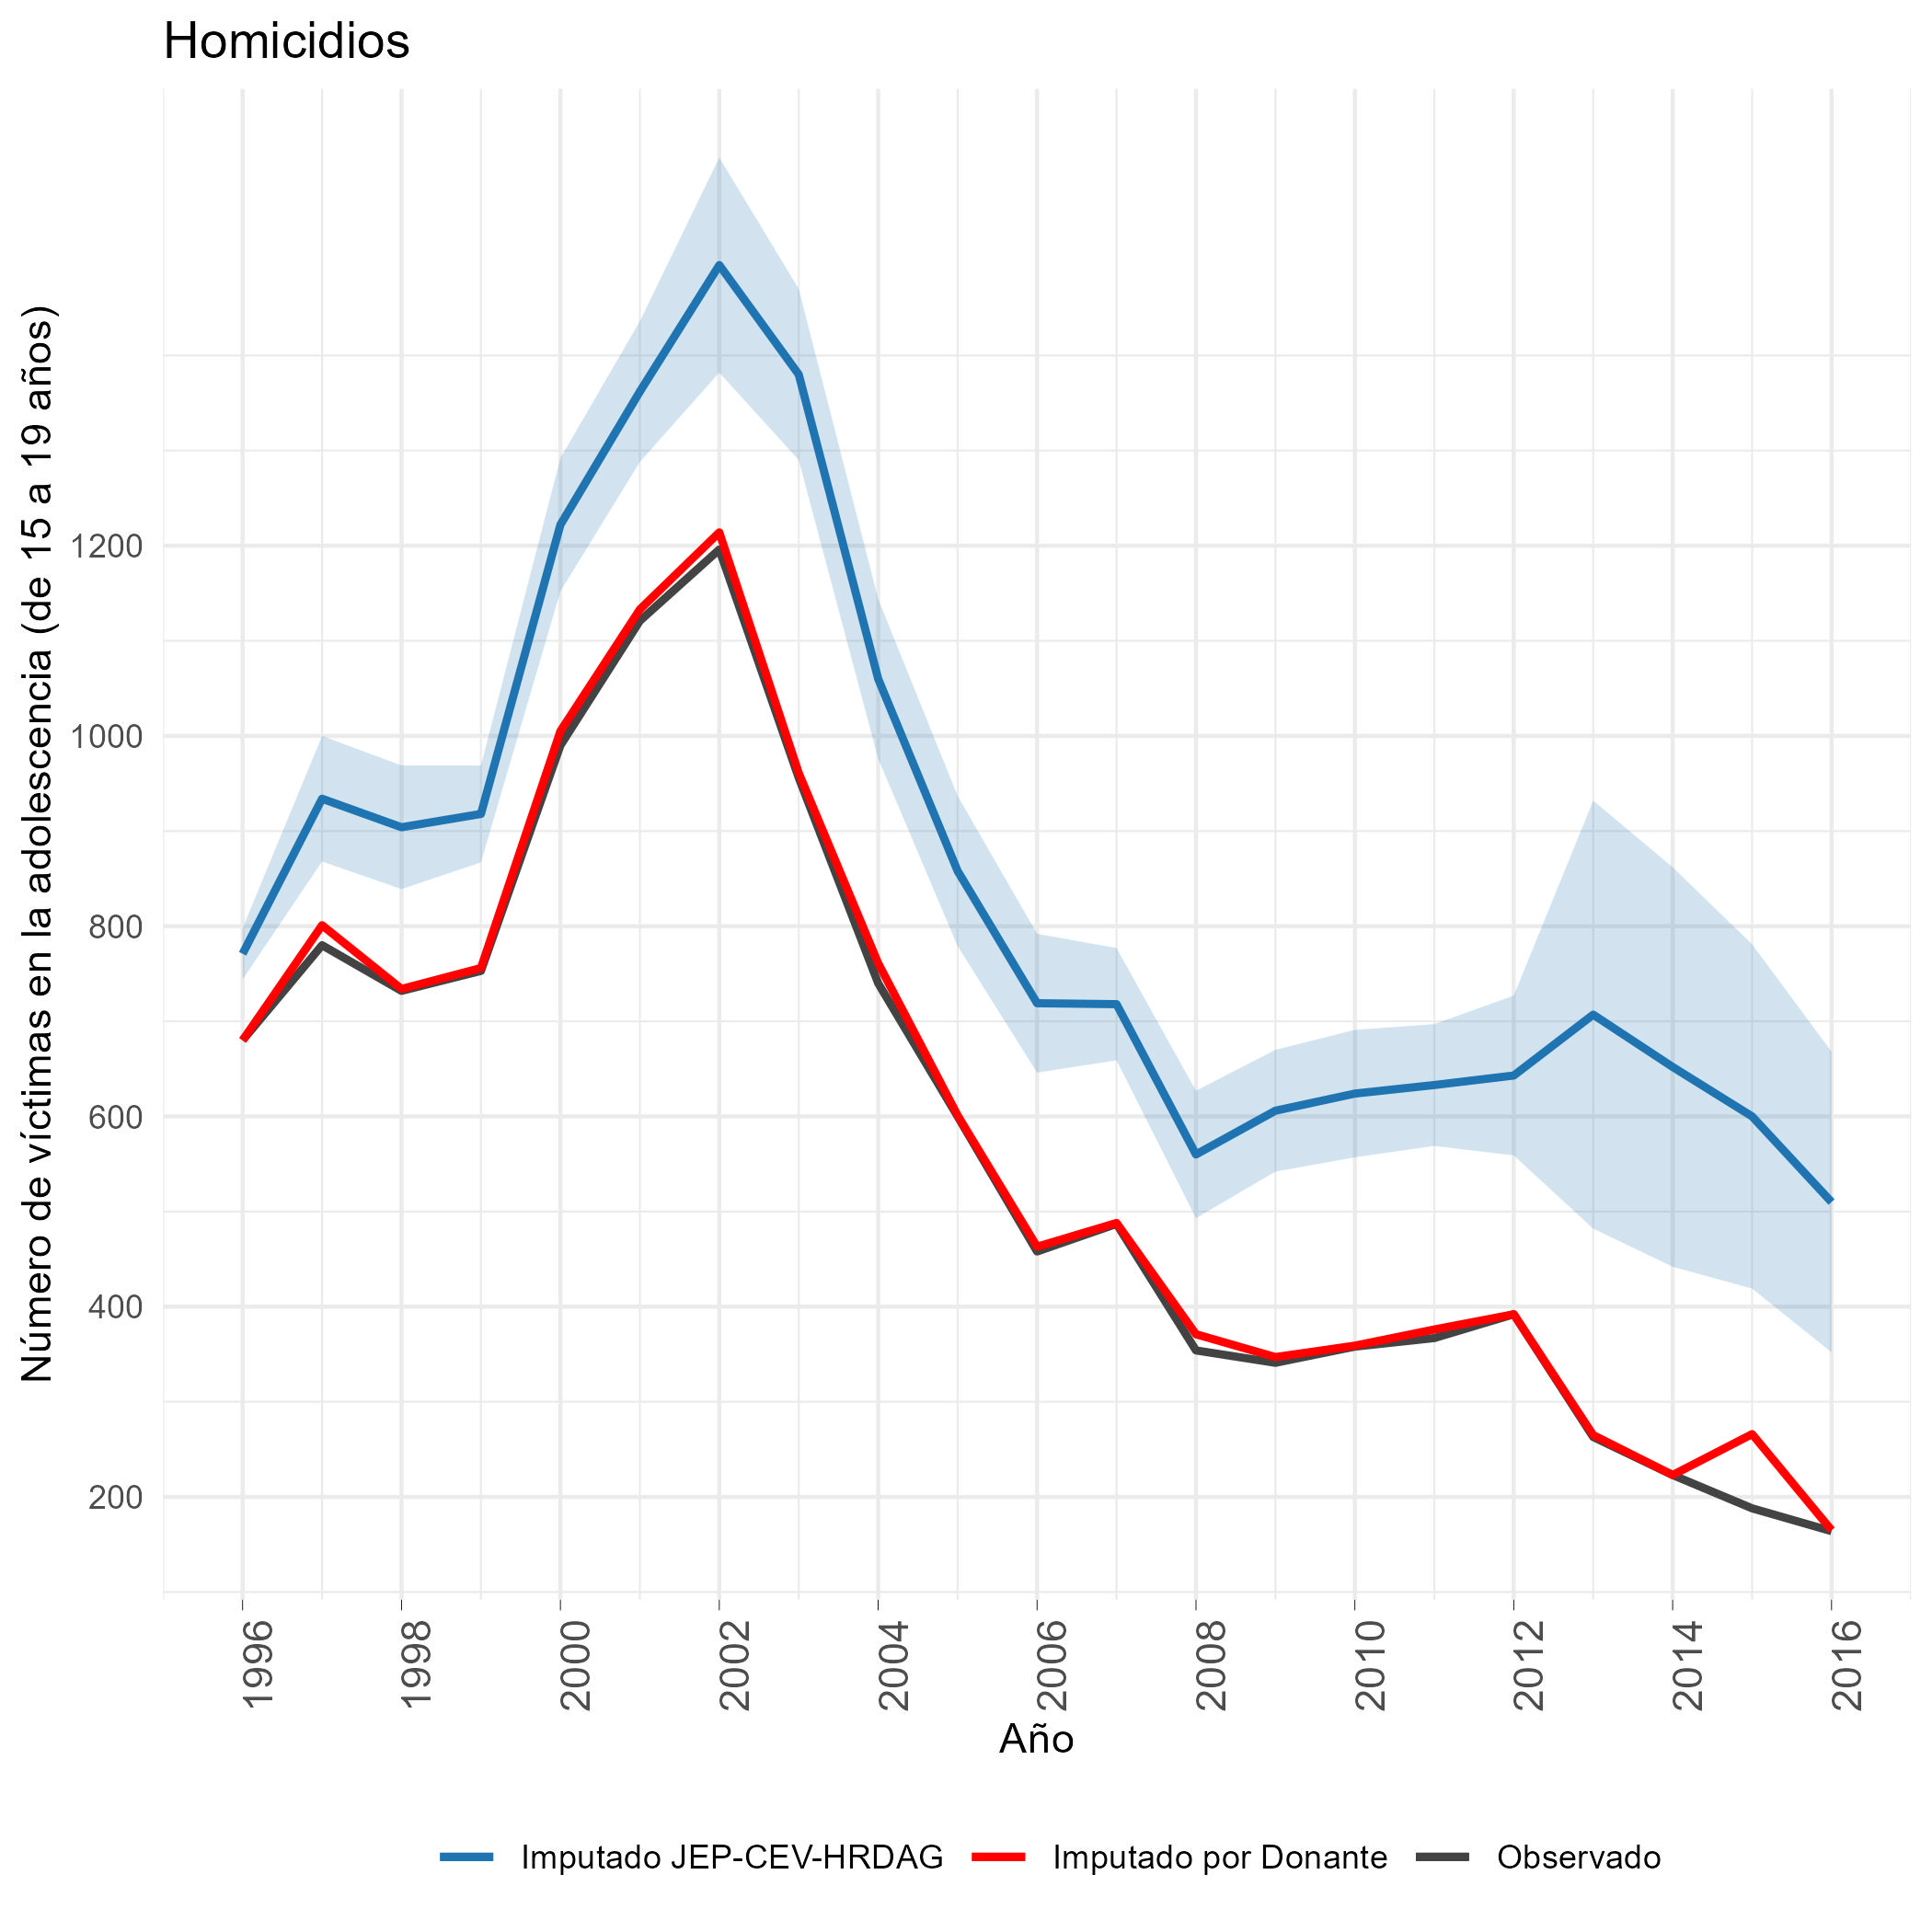 Homicidios
Número de víctimas en la adolescencia (de 15 a 19 años)
1200
1000
800
600
400
200
1996
1998
2000
2002
2004
2006
2008
2010
2012
2014
2016
Año
Imputado JEP-CEV-HRDAG
Imputado por Donante
Observado